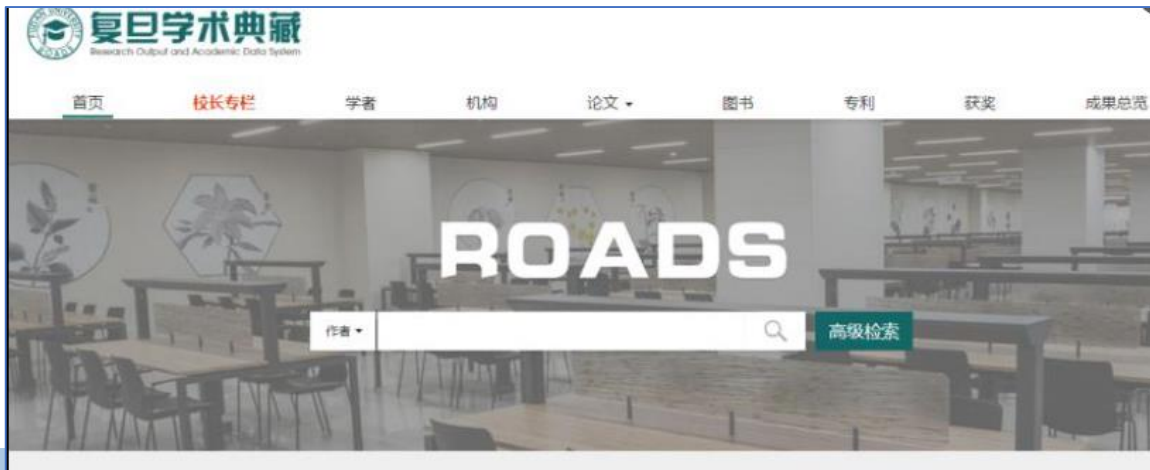 复旦学术典藏
Research Output and Academic Data System
首页 校长专栏 学者 机构 论文 图书 专利 获奖 成果总览
ROADS
作者 高级检索